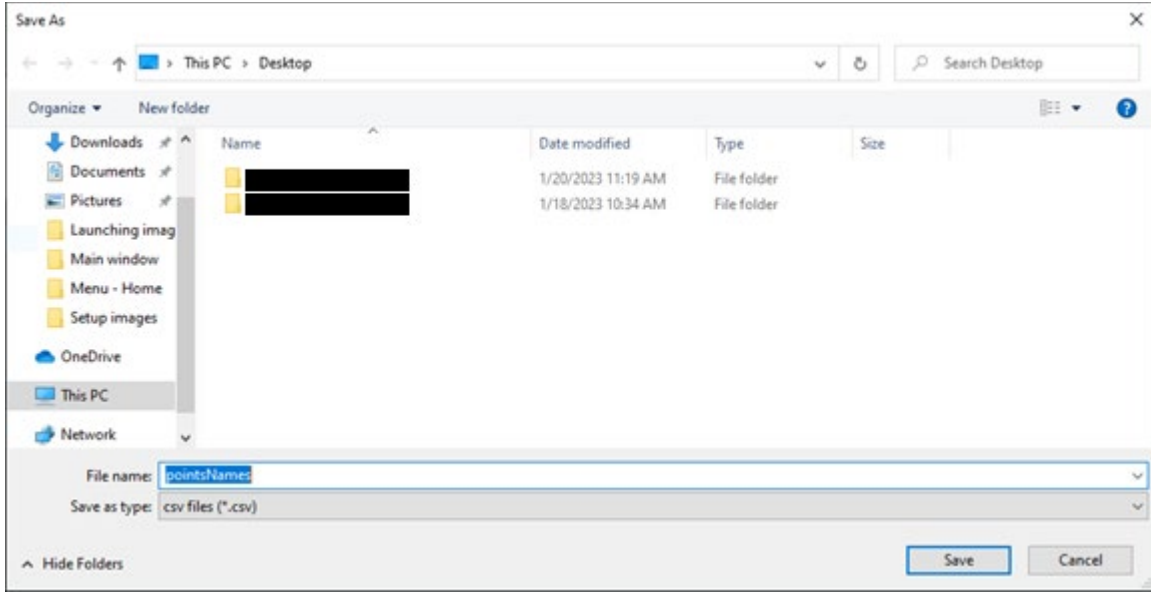 Save As
This PC > Desktop
Search Desktop
Organize
New folder
Name
Date modified
Type
Size
Downloads
Documents
Pictures
Launching imag
Main window
Menu - Home
Setup images
OneDrive
This PC
Network
1/20/2023 11:19 AM File folder
1/18/2023 10:34 AM File folder
File name: pointsNames
Save as type: csv files (*.csv)
Hide Folders
Save
Cancel